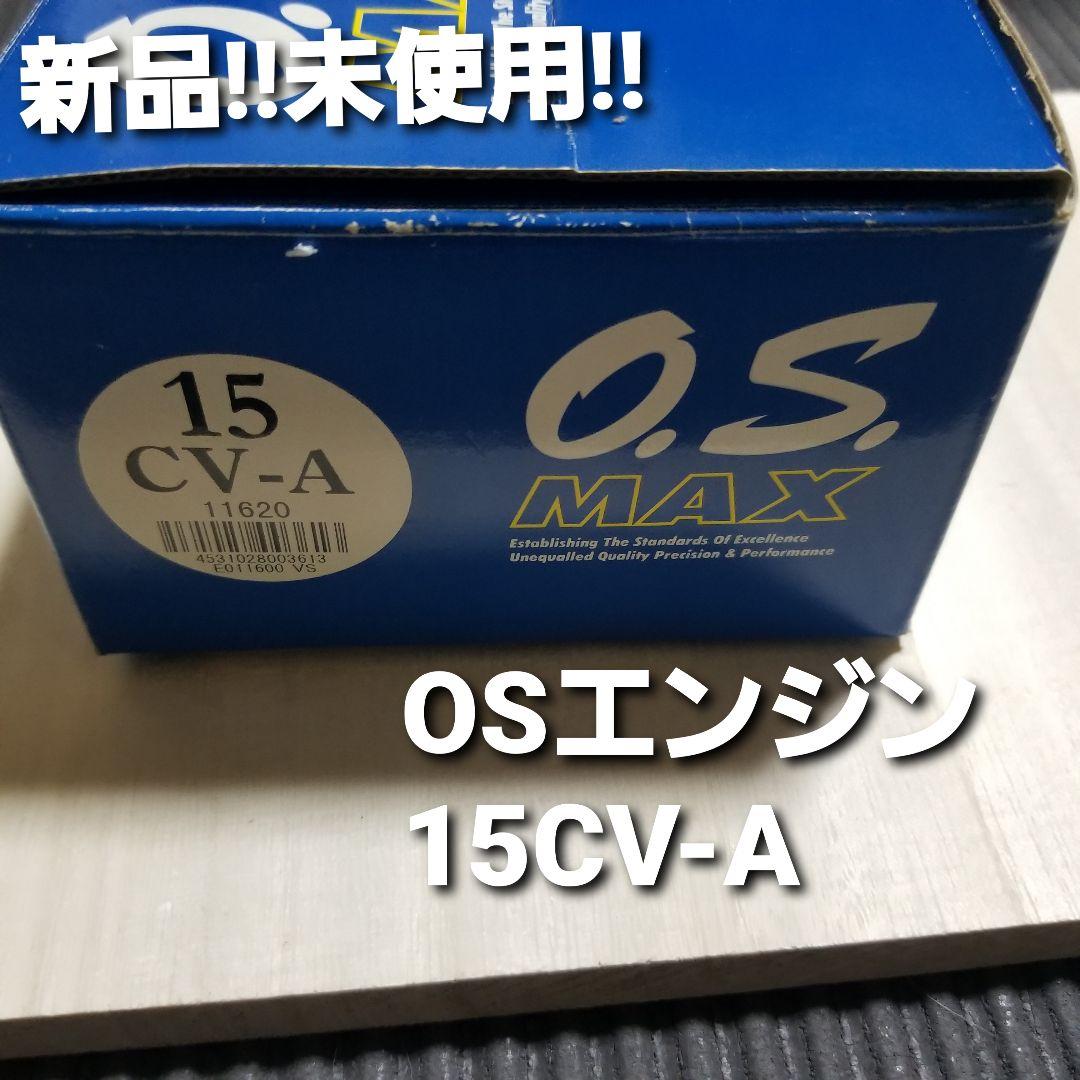 新品!!未使用!!
15
CV-A
11620
4531028003613
E011600 VS
O.S.
MAX
Establishing The Standards Of Excellence
Unequalled Quality Precision & Performance
OSエンジン
15CV-A